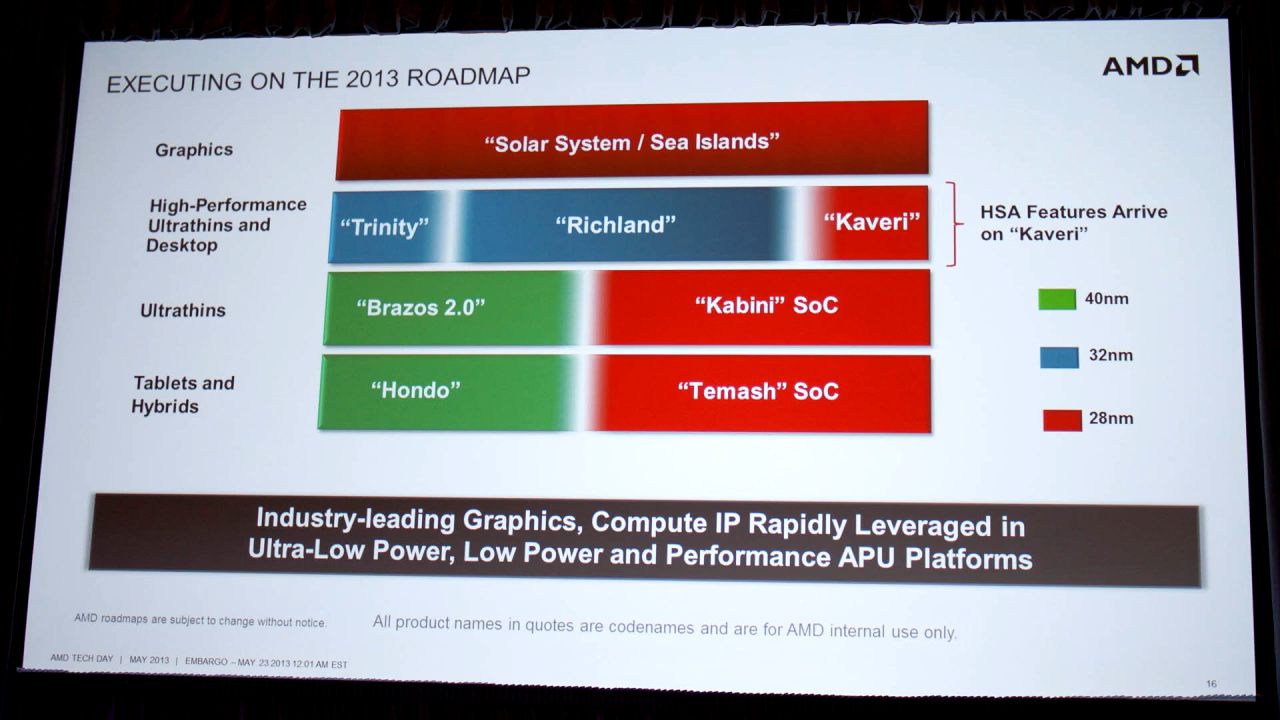 EXECUTING ON THE 2013 ROADMAP
AMD
Graphics
“Solar System / Sea Islands”
High-Performance
Ultrathins and
Desktop
“Trinity”
“Richland”
“Kaveri”
HSA Features Arrive
on “Kaveri”
Ultrathins
“Brazos 2.0”
“Kabini” SoC
40nm
32nm
Tablets and
Hybrids
“Hondo”
“Temash” SoC
28nm
Industry-leading Graphics, Compute IP Rapidly Leveraged in
Ultra-Low Power, Low Power and Performance APU Platforms
AMD roadmaps are subject to change without notice.
All product names in quotes are codenames and are for AMD internal use only.
AMD TECH DAY | MAY 2013 | EMBARGO – MAY 23 2013 12:01 AM EST
16